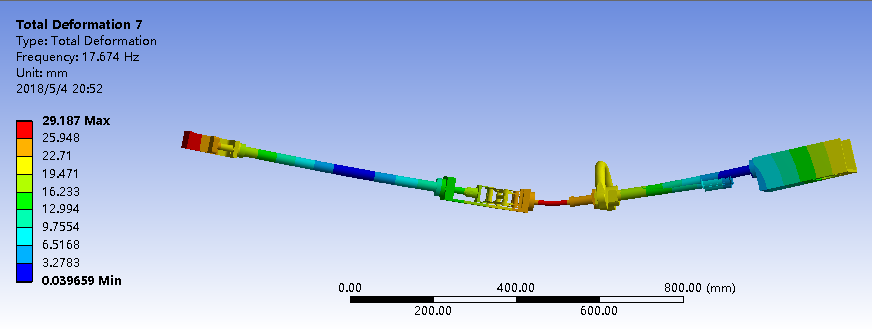 Total Deformation 7
Type: Total Deformation
Frequency: 17.674 Hz
Unit: mm
2018/5/4 20:52
29.187 Max
25.948
22.71
19.471
16.233
12.994
9.7554
6.5168
3.2783
0.039659 Min
0.00 400.00 800.00 (mm)
200.00 600.00